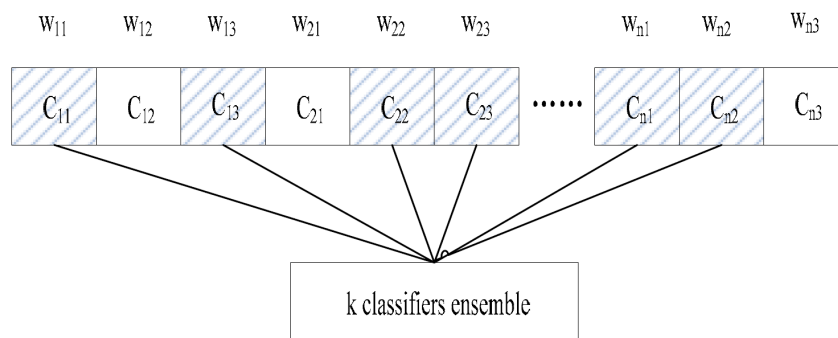 w₁₁ w₁₂ w₁₃ w₂₁ w₂₂ w₂₃ wₙ₁ wₙ₂ wₙ₃
C₁₁ C₁₂ C₁₃ C₂₁ C₂₂ C₂₃ ...... Cₙ₁ Cₙ₂ Cₙ₃
k classifiers ensemble